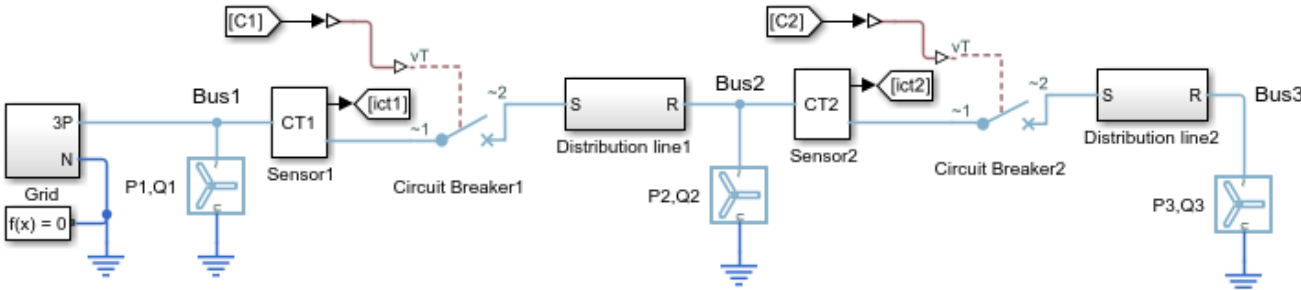 [C1]
[C2]
vT
vT
~2
~2
Bus1
Bus2
Bus3
[ict1]
[ict2]
S
R
S
R
3P
CT1
CT2
~1
~1
Distribution line1
Distribution line2
N
Sensor1
Sensor2
Circuit Breaker1
Circuit Breaker2
Grid
P1,Q1
P2,Q2
P3,Q3
f(x) = 0